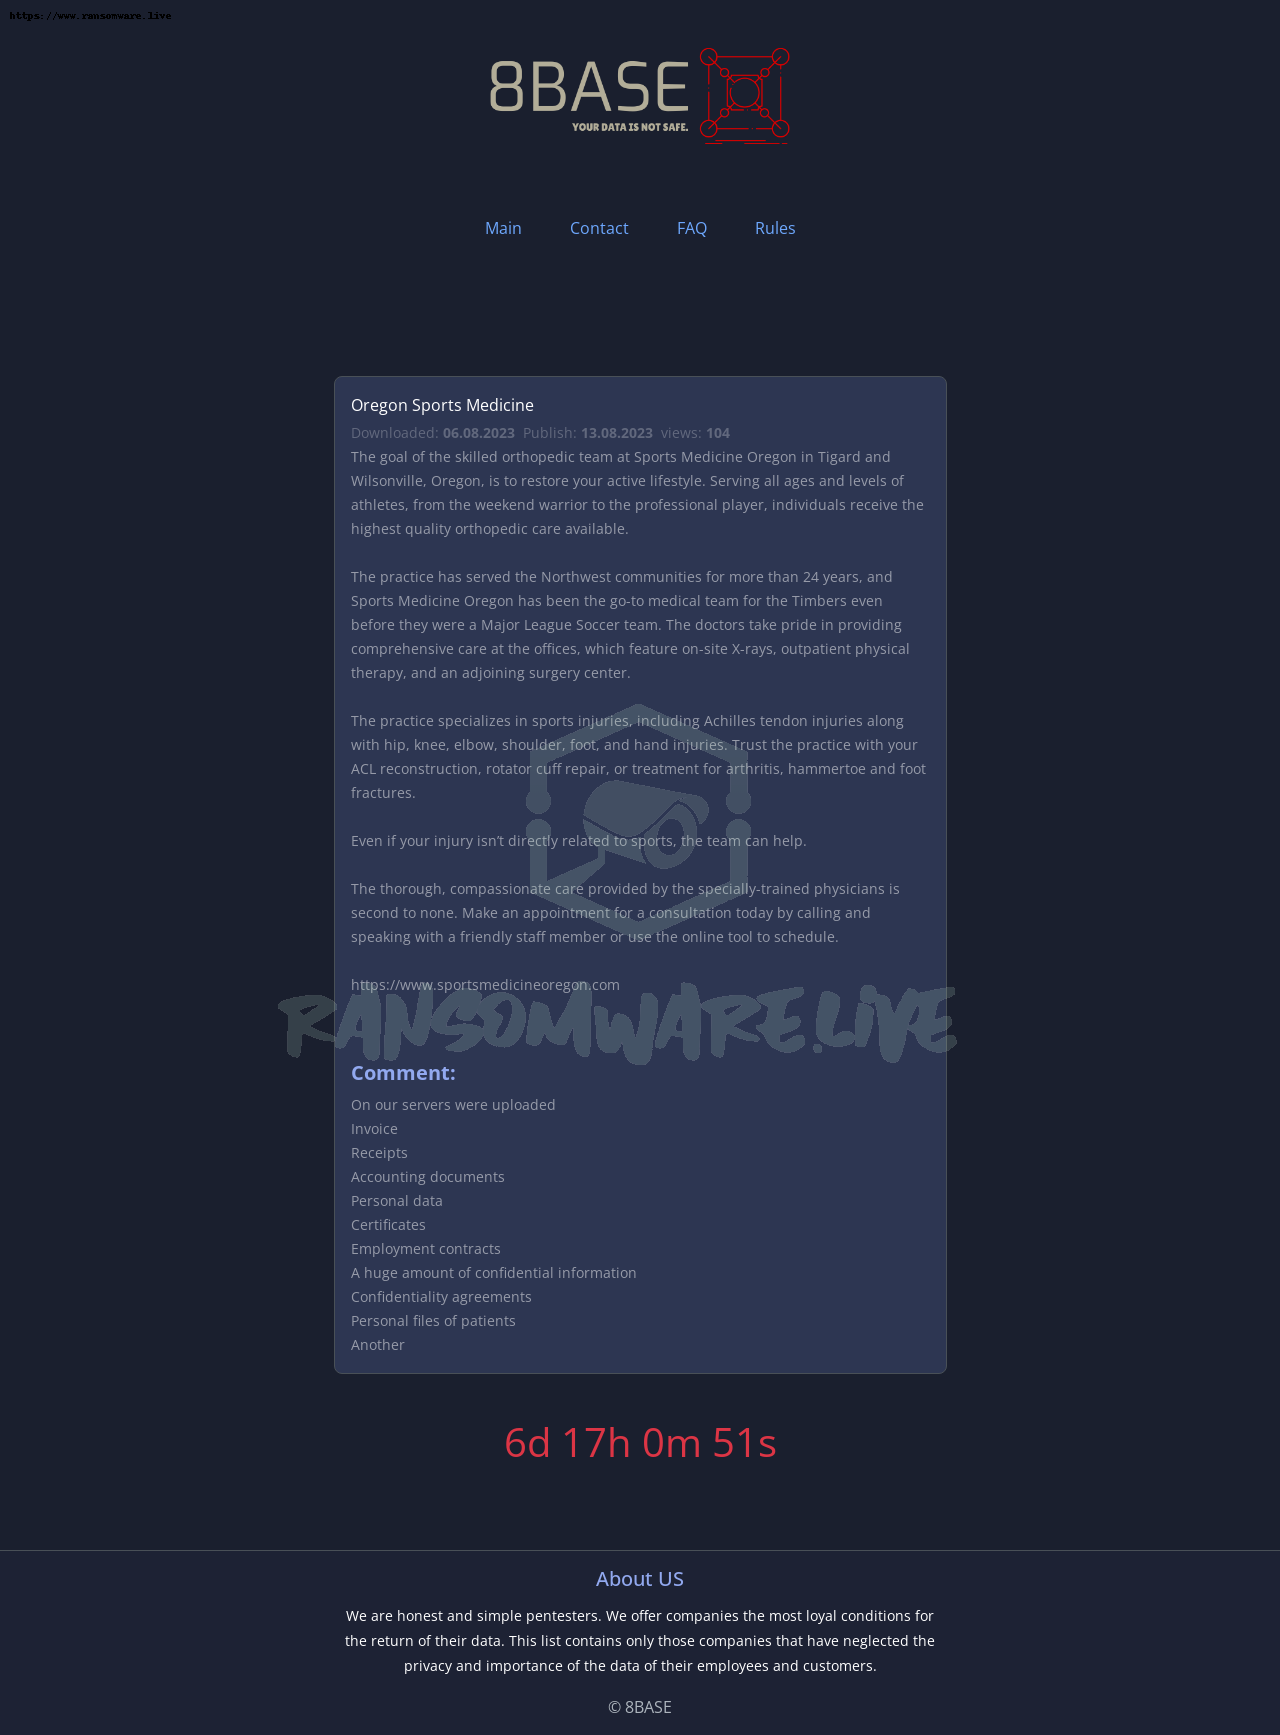 https://www.ransomware.live
8BASE
YOUR DATA IS NOT SAFE.
Main Contact FAQ Rules
Oregon Sports Medicine
Downloaded: 06.08.2023 Publish: 13.08.2023 views: 104
The goal of the skilled orthopedic team at Sports Medicine Oregon in Tigard and
Wilsonville, Oregon, is to restore your active lifestyle. Serving all ages and levels of
athletes, from the weekend warrior to the professional player, individuals receive the
highest quality orthopedic care available.
The practice has served the Northwest communities for more than 24 years, and
Sports Medicine Oregon has been the go-to medical team for the Timbers even
before they were a Major League Soccer team. The doctors take pride in providing
comprehensive care at the offices, which feature on-site X-rays, outpatient physical
therapy, and an adjoining surgery center.
The practice specializes in sports injuries, including Achilles tendon injuries along
with hip, knee, elbow, shoulder, foot, and hand injuries. Trust the practice with your
ACL reconstruction, rotator cuff repair, or treatment for arthritis, hammertoe and foot
fractures.
Even if your injury isn’t directly related to sports, the team can help.
The thorough, compassionate care provided by the specially-trained physicians is
second to none. Make an appointment for a consultation today by calling and
speaking with a friendly staff member or use the online tool to schedule.
https://www.sportsmedicineoregon.com
RANSOMWARE.LIVE
Comment:
On our servers were uploaded
Invoice
Receipts
Accounting documents
Personal data
Certificates
Employment contracts
A huge amount of confidential information
Confidentiality agreements
Personal files of patients
Another
6d 17h 0m 51s
About US
We are honest and simple pentesters. We offer companies the most loyal conditions for
the return of their data. This list contains only those companies that have neglected the
privacy and importance of the data of their employees and customers.
© 8BASE